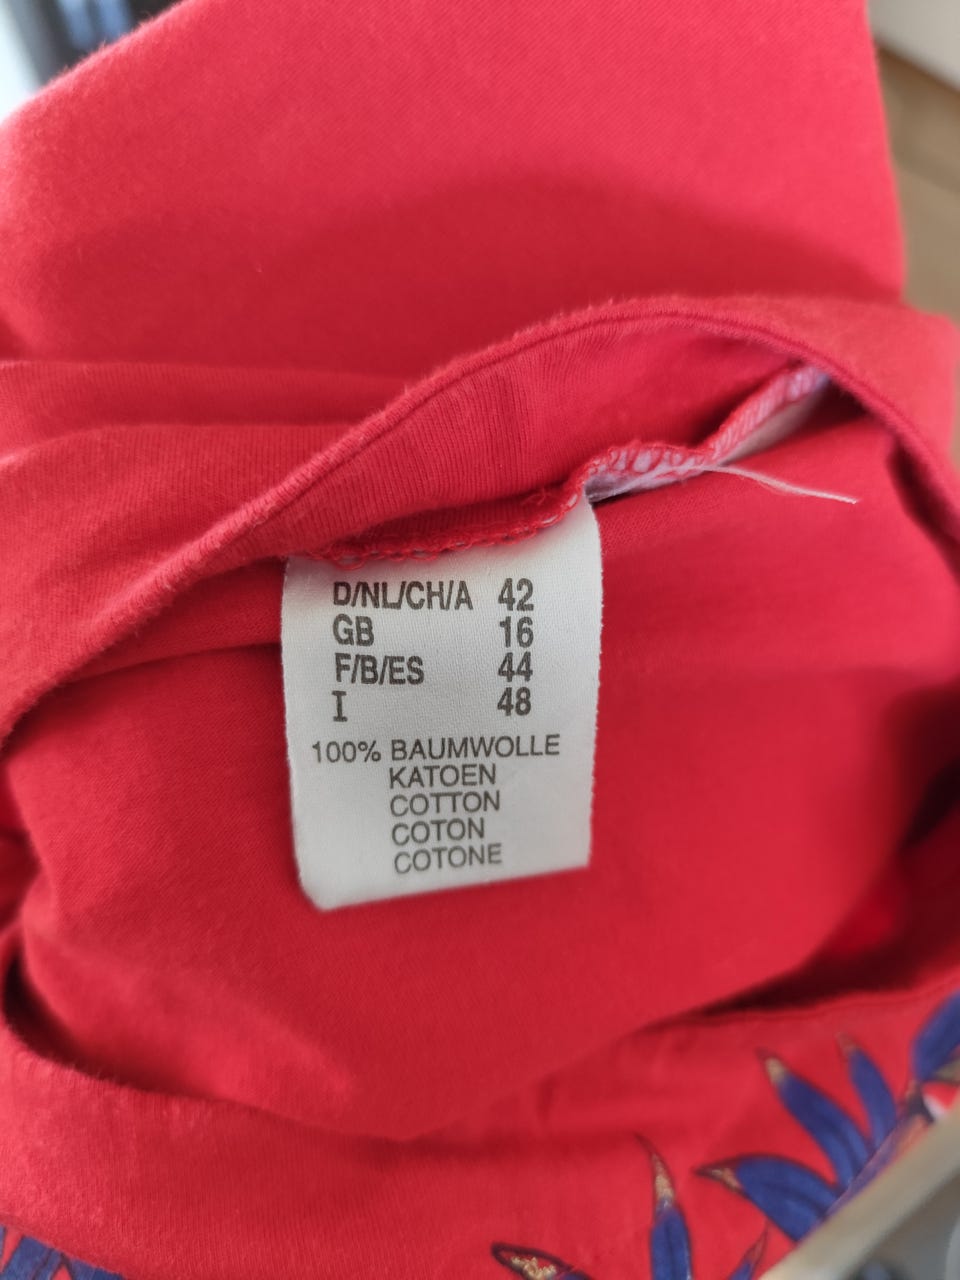 D/NL/CH/A 42
GB 16
F/B/ES 44
I 48
100% BAUMWOLLE
KATOEN
COTTON
COTON
COTONE